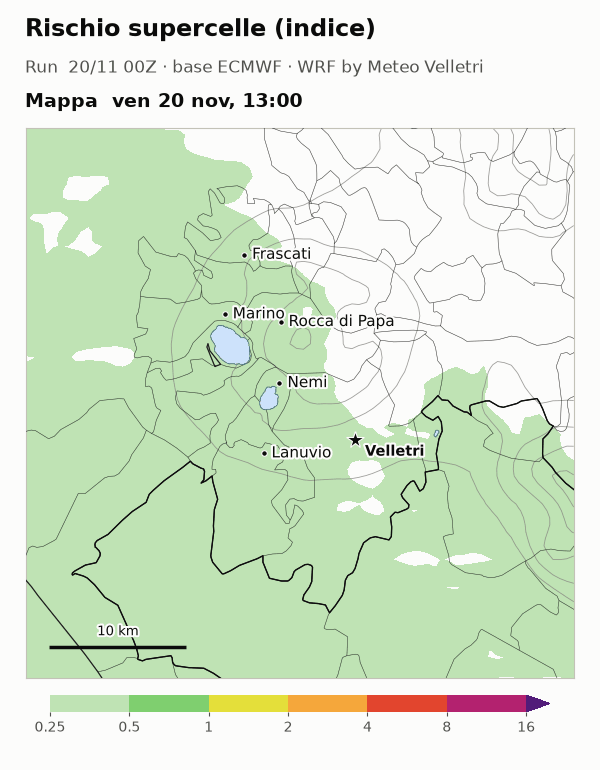 Rischio supercelle (indice)
Run  20/11 00Z · base ECMWF · WRF by Meteo Velletri
Mappa  ven 20 nov, 13:00
Frascati
Marino
Rocca di Papa
Nemi
Velletri
Lanuvio
10 km
0.25 0.5 1 2 4 8 16